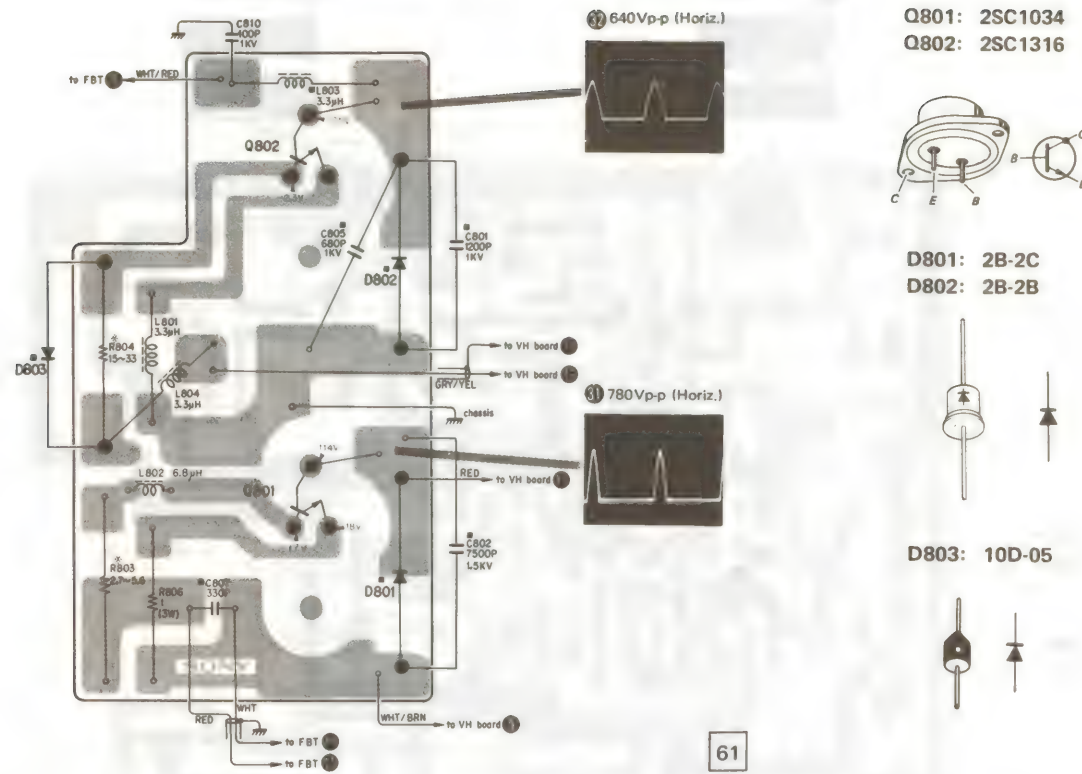 C810
400P
1KV
to FBT
WHT/RED
L803
3.3μH
Q802
C805
680P
1KV
D802
C801
1200P
1KV
L801
3.3μH
R804
15~33
D803
L804
3.3μH
to VH board
to VH board
GRY/YEL
chassis
L802 6.8μH
Q801
114V
18V
RED
to VH board
C802
7500P
1.5KV
R803
2.7~5.6
R806
1
(3W)
330P
D801
SONY
RED
WHT
WHT/BRN
to VH board
to FBT
to FBT
32 640Vp-p (Horiz.)
31 780Vp-p (Horiz.)
Q801: 2SC1034
Q802: 2SC1316
C
E
B
B
D801: 2B-2C
D802: 2B-2B
D803: 10D-05
61